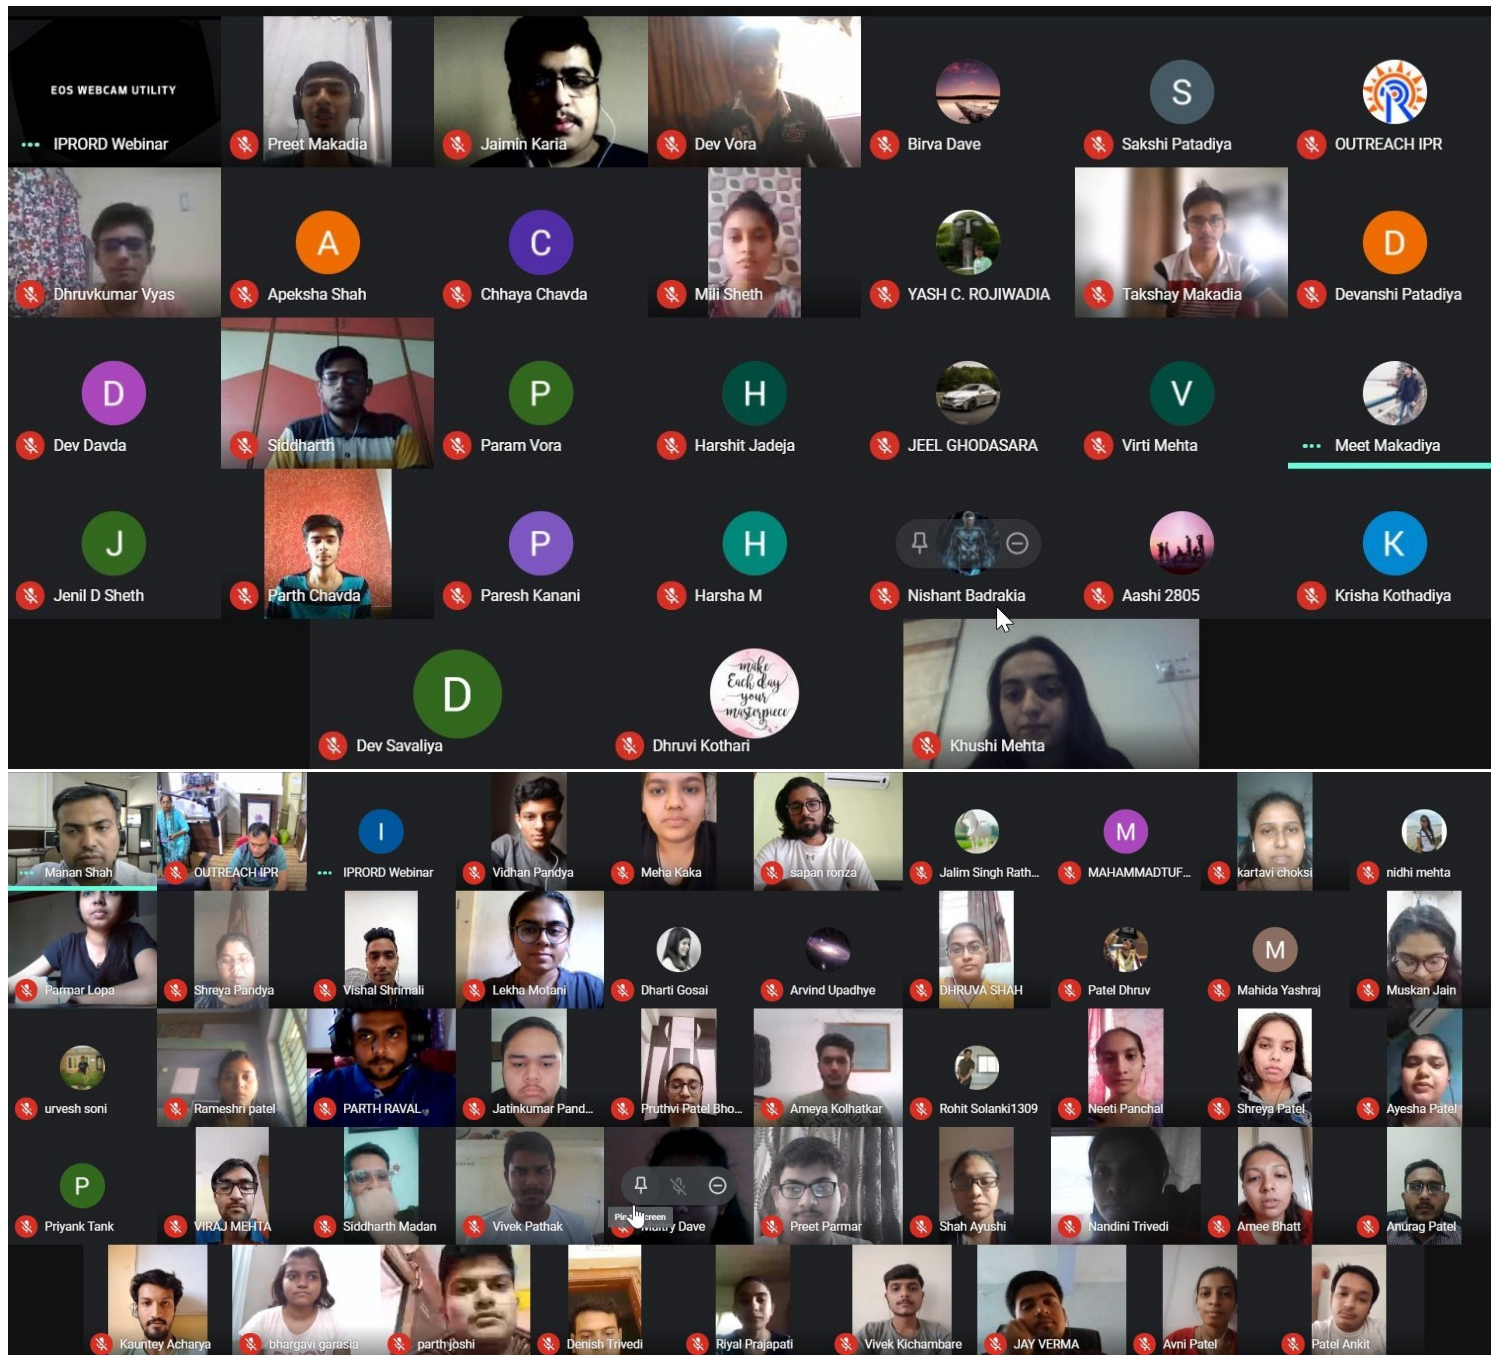 EOS WEBCAM UTILITY
IPRORD Webinar
Preet Makadia
Jaimin Karia
Dev Vora
Birva Dave
S
Sakshi Patadiya
OUTREACH IPR
Dhruvkumar Vyas
A
Apeksha Shah
C
Chhaya Chavda
Mili Sheth
YASH C. ROJIWADIA
Takshay Makadia
D
Devanshi Patadiya
D
Dev Davda
Siddharth
P
Param Vora
H
Harshit Jadeja
JEEL GHODASARA
V
Virti Mehta
Meet Makadiya
J
Jenil D Sheth
Parth Chavda
P
Paresh Kanani
H
Harsha M
Nishant Badrakia
Aashi 2805
K
Krisha Kothadiya
D
Dev Savaliya
make
Each day
your
masterpiece
Dhruvi Kothari
Khushi Mehta
Manan Shah
OUTREACH IPR
I
IPRORD Webinar
Vidhan Pandya
Meha Kaka
sapan ronza
Jalim Singh Rath...
M
MAHAMMADTUF...
kartavi choksi
nidhi mehta
Parmar Lopa
Shreya Pandya
Vishal Shrimali
Lekha Motani
Dharti Gosai
Arvind Upadhye
DHRUVA SHAH
Patel Dhruv
M
Mahida Yashraj
Muskan Jain
urvesh soni
Rameshri patel
PARTH RAVAL
Jatinkumar Pand...
Pruthvi Patel Bho...
Ameya Kolhatkar
Rohit Solanki1309
Neeti Panchal
Shreya Patel
Ayesha Patel
P
Priyank Tank
VIRAJ MEHTA
Siddharth Madan
Vivek Pathak
Dave
Preet Parmar
Shah Ayushi
Nandini Trivedi
Amee Bhatt
Anurag Patel
Kauntey Acharya
bhargavi garasia
parth joshi
Denish Trivedi
Riyal Prajapati
Vivek Kichambare
JAY VERMA
Avni Patel
Patel Ankit